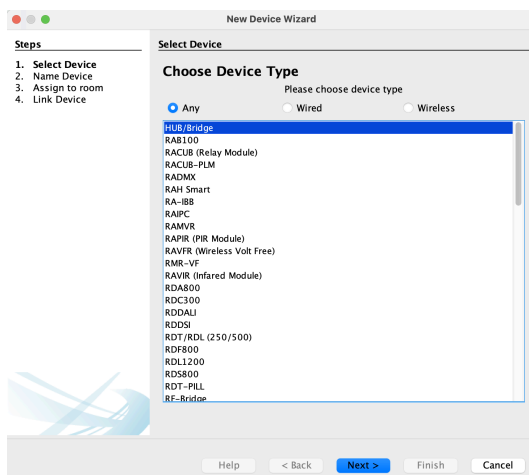 New Device Wizard
Steps
1. Select Device
2. Name Device
3. Assign to room
4. Link Device
Select Device
Choose Device Type
Please choose device type
Any
Wired
Wireless
HUB/Bridge
RAB100
RACUB (Relay Module)
RACUB-PLM
RADMX
RAH Smart
RA-IBB
RAIPC
RAMVR
RAPIR (PIR Module)
RAVFR (Wireless Volt Free)
RMR-VF
RAVIR (Infared Module)
RDA800
RDC300
RDDALI
RDDSI
RDT/RDL (250/500)
RDF800
RDL1200
RDS800
RDT-PILL
RF-Bridge
Help
< Back
Next >
Finish
Cancel